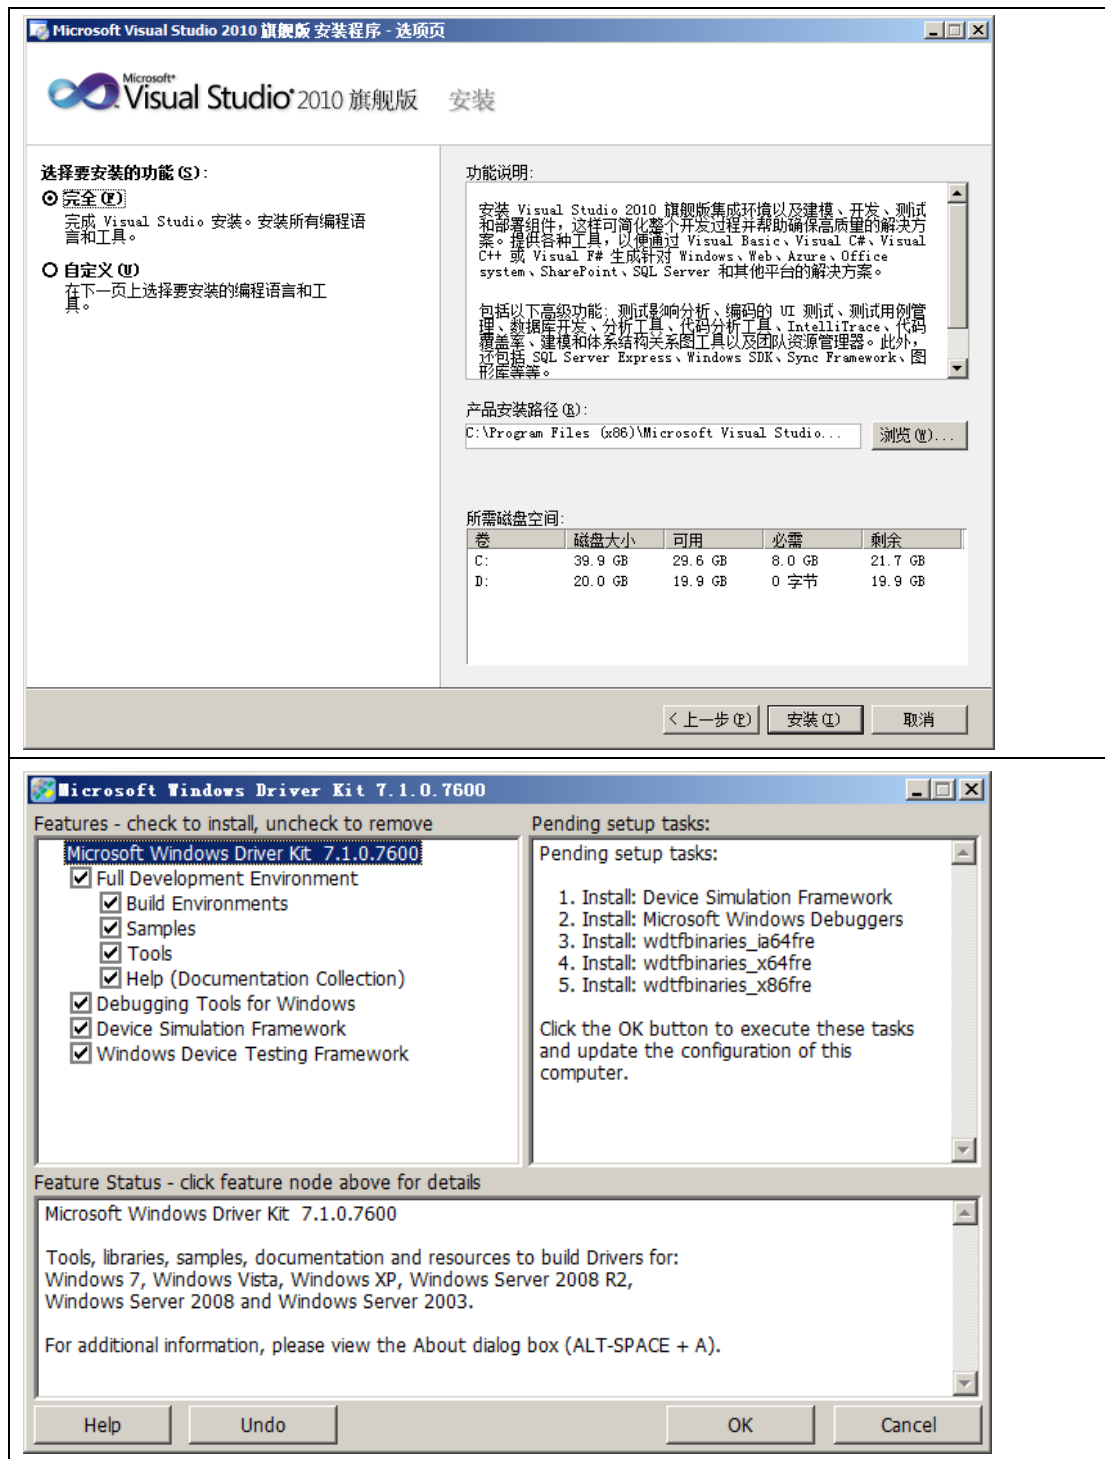 Microsoft Visual Studio 2010 旗舰版 安装程序 - 选项页
Microsoft
Visual Studio 2010 旗舰版 安装
选择要安装的功能(S):
完全(F)
完成 Visual Studio 安装。安装所有编程语
言和工具。
自定义(U)
在下一页上选择要安装的编程语言和工
具。
功能说明:
安装 Visual Studio 2010 旗舰版集成环境以及建模、开发、测试
和部署组件，这样可简化整个开发过程并帮助确保高质量的解决方
案。提供各种工具，以便通过 Visual Basic、Visual C#、Visual
C++ 或 Visual F# 生成针对 Windows、Web、Azure、Office
system、SharePoint、SQL Server 和其他平台的解决方案。
包括以下高级功能: 测试影响分析、编码的 UI 测试、测试用例管
理、数据库开发、分析工具、代码分析工具、IntelliTrace、代码
覆盖率、建模和体系结构关系图工具以及团队资源管理器。此外，
还包括 SQL Server Express、Windows SDK、Sync Framework、图
形库等等。
产品安装路径(R):
C:\Program Files (x86)\Microsoft Visual Studio...
浏览(W)...
所需磁盘空间:
卷 磁盘大小 可用 必需 剩余
C: 39.9 GB 29.6 GB 8.0 GB 21.7 GB
D: 20.0 GB 19.9 GB 0 字节 19.9 GB
< 上一步(P) 安装(I) 取消
Microsoft Windows Driver Kit 7.1.0.7600
Features - check to install, uncheck to remove
Microsoft Windows Driver Kit 7.1.0.7600
Full Development Environment
Build Environments
Samples
Tools
Help (Documentation Collection)
Debugging Tools for Windows
Device Simulation Framework
Windows Device Testing Framework
Pending setup tasks:
Pending setup tasks:
1. Install: Device Simulation Framework
2. Install: Microsoft Windows Debuggers
3. Install: wdtfbinaries_ia64fre
4. Install: wdtfbinaries_x64fre
5. Install: wdtfbinaries_x86fre
Click the OK button to execute these tasks
and update the configuration of this
computer.
Feature Status - click feature node above for details
Microsoft Windows Driver Kit 7.1.0.7600
Tools, libraries, samples, documentation and resources to build Drivers for:
Windows 7, Windows Vista, Windows XP, Windows Server 2008 R2,
Windows Server 2008 and Windows Server 2003.
For additional information, please view the About dialog box (ALT-SPACE + A).
Help Undo OK Cancel